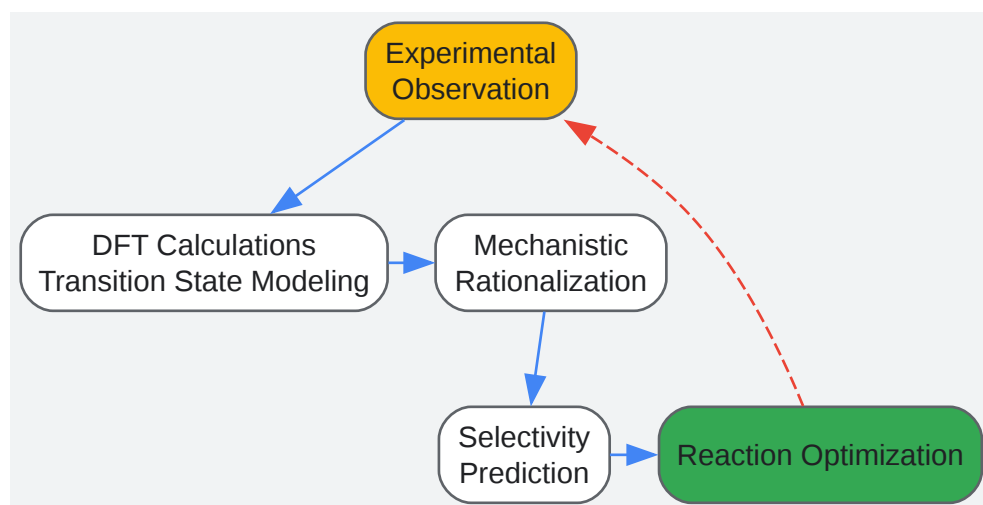 Experimental
Observation
DFT Calculations
Transition State Modeling
Mechanistic
Rationalization
Selectivity
Prediction
Reaction Optimization